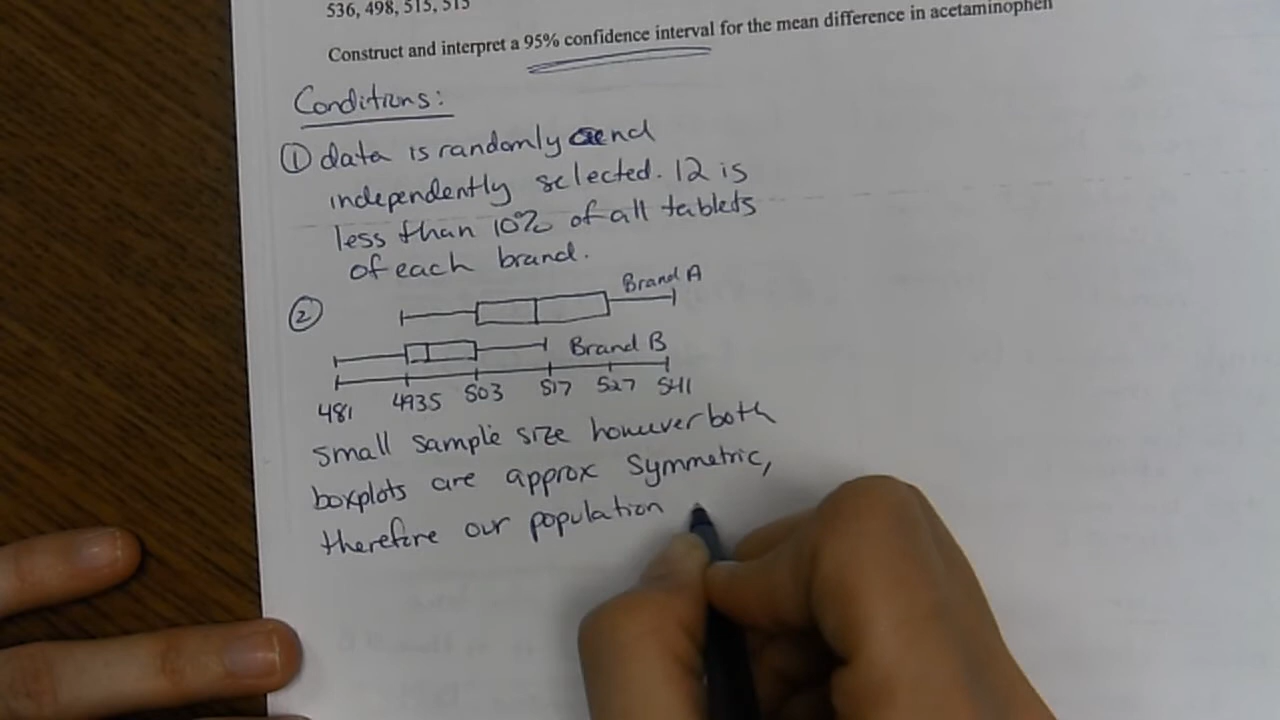 536, 498, 515, 515
Construct and interpret a 95% confidence interval for the mean difference in acetaminophen
Conditions:
① data is randomly and
independently selected. 12 is
less than 10% of all tablets
of each brand.
②
Brand A
Brand B
481 4935 503 517 527 541
small sample size however both
boxplots are approx symmetric,
therefore our population